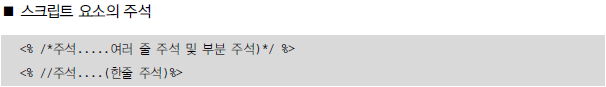 ■ 스크립트 요소의 주석
<% /*주석.....여러 줄 주석 및 부분 주석)*/ %>
<% //주석....(한줄 주석)%>